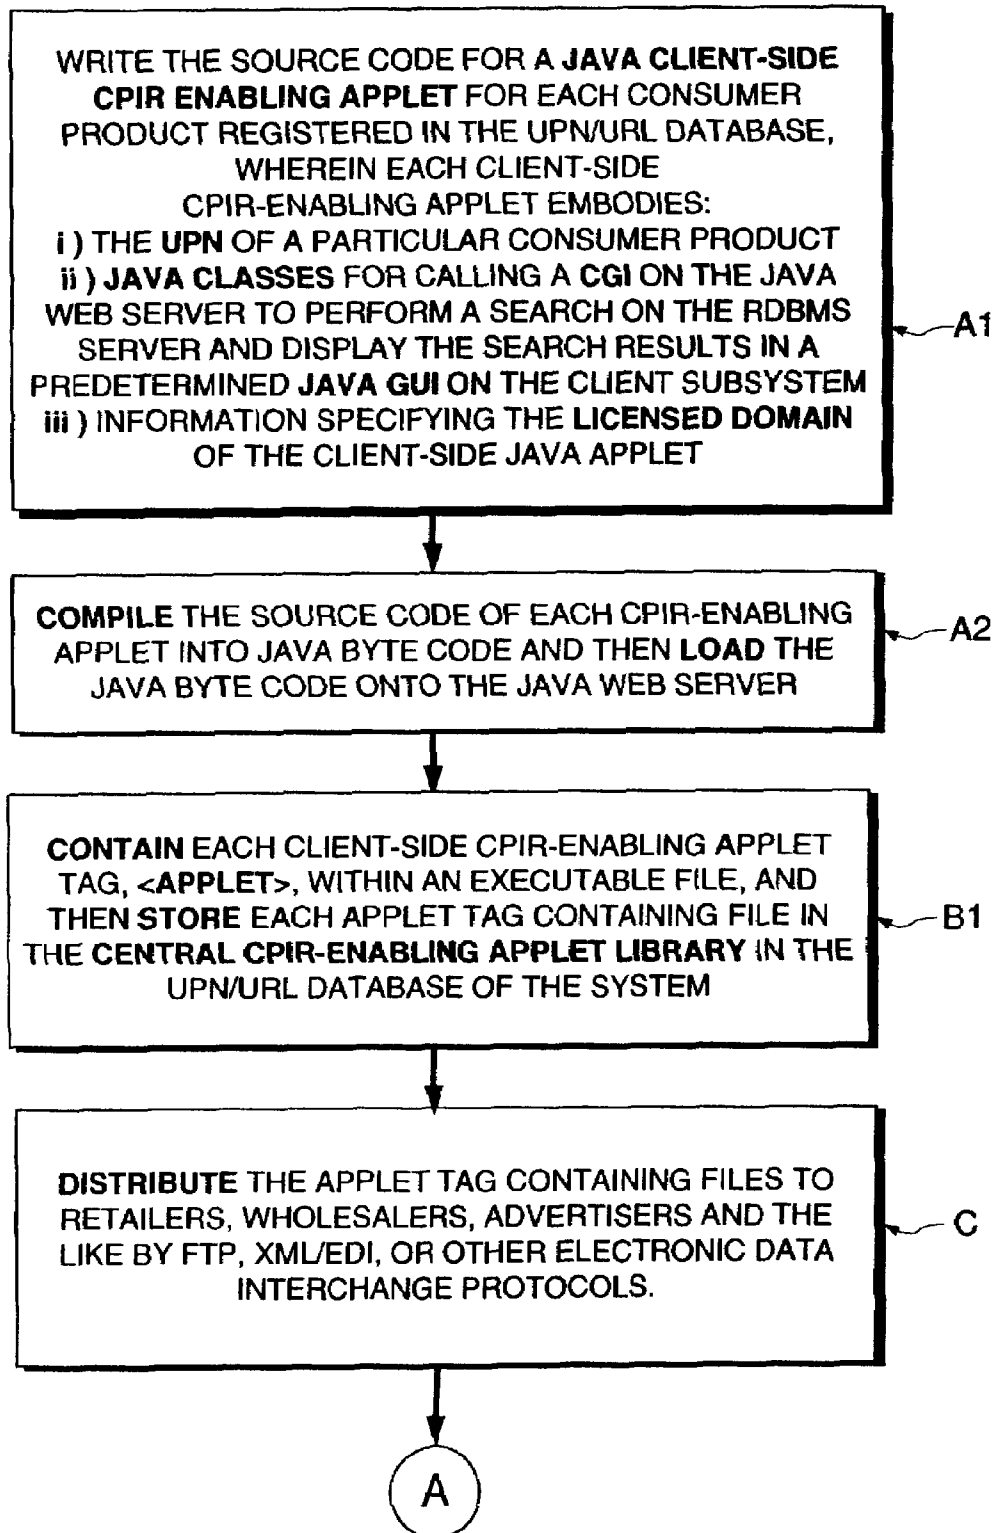 WRITE THE SOURCE CODE FOR A JAVA CLIENT-SIDE
CPIR ENABLING APPLET FOR EACH CONSUMER
PRODUCT REGISTERED IN THE UPN/URL DATABASE,
WHEREIN EACH CLIENT-SIDE
CPIR-ENABLING APPLET EMBODIES:
i ) THE UPN OF A PARTICULAR CONSUMER PRODUCT
ii ) JAVA CLASSES FOR CALLING A CGI ON THE JAVA
WEB SERVER TO PERFORM A SEARCH ON THE RDBMS
SERVER AND DISPLAY THE SEARCH RESULTS IN A
PREDETERMINED JAVA GUI ON THE CLIENT SUBSYSTEM
iii ) INFORMATION SPECIFYING THE LICENSED DOMAIN
OF THE CLIENT-SIDE JAVA APPLET
A1
COMPILE THE SOURCE CODE OF EACH CPIR-ENABLING
APPLET INTO JAVA BYTE CODE AND THEN LOAD THE
JAVA BYTE CODE ONTO THE JAVA WEB SERVER
A2
CONTAIN EACH CLIENT-SIDE CPIR-ENABLING APPLET
TAG, <APPLET>, WITHIN AN EXECUTABLE FILE, AND
THEN STORE EACH APPLET TAG CONTAINING FILE IN
THE CENTRAL CPIR-ENABLING APPLET LIBRARY IN THE
UPN/URL DATABASE OF THE SYSTEM
B1
DISTRIBUTE THE APPLET TAG CONTAINING FILES TO
RETAILERS, WHOLESALERS, ADVERTISERS AND THE
LIKE BY FTP, XML/EDI, OR OTHER ELECTRONIC DATA
INTERCHANGE PROTOCOLS.
C
A